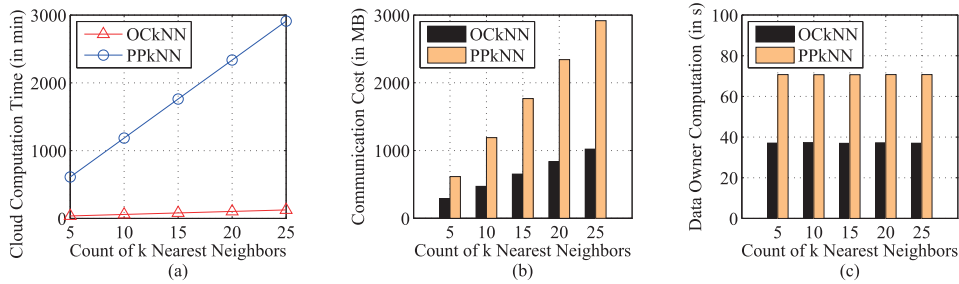 Cloud Computation Time (in min)
3000
2000
1000
0
5 10 15 20 25
OCkNN
PPkNN
Count of k Nearest Neighbors
(a)
Communication Cost (in MB)
3000
2000
1000
0
5 10 15 20 25
OCkNN
PPkNN
Count of k Nearest Neighbors
(b)
Data Owner Computation (in s)
100
80
60
40
20
0
5 10 15 20 25
OCkNN
PPkNN
Count of k Nearest Neighbors
(c)